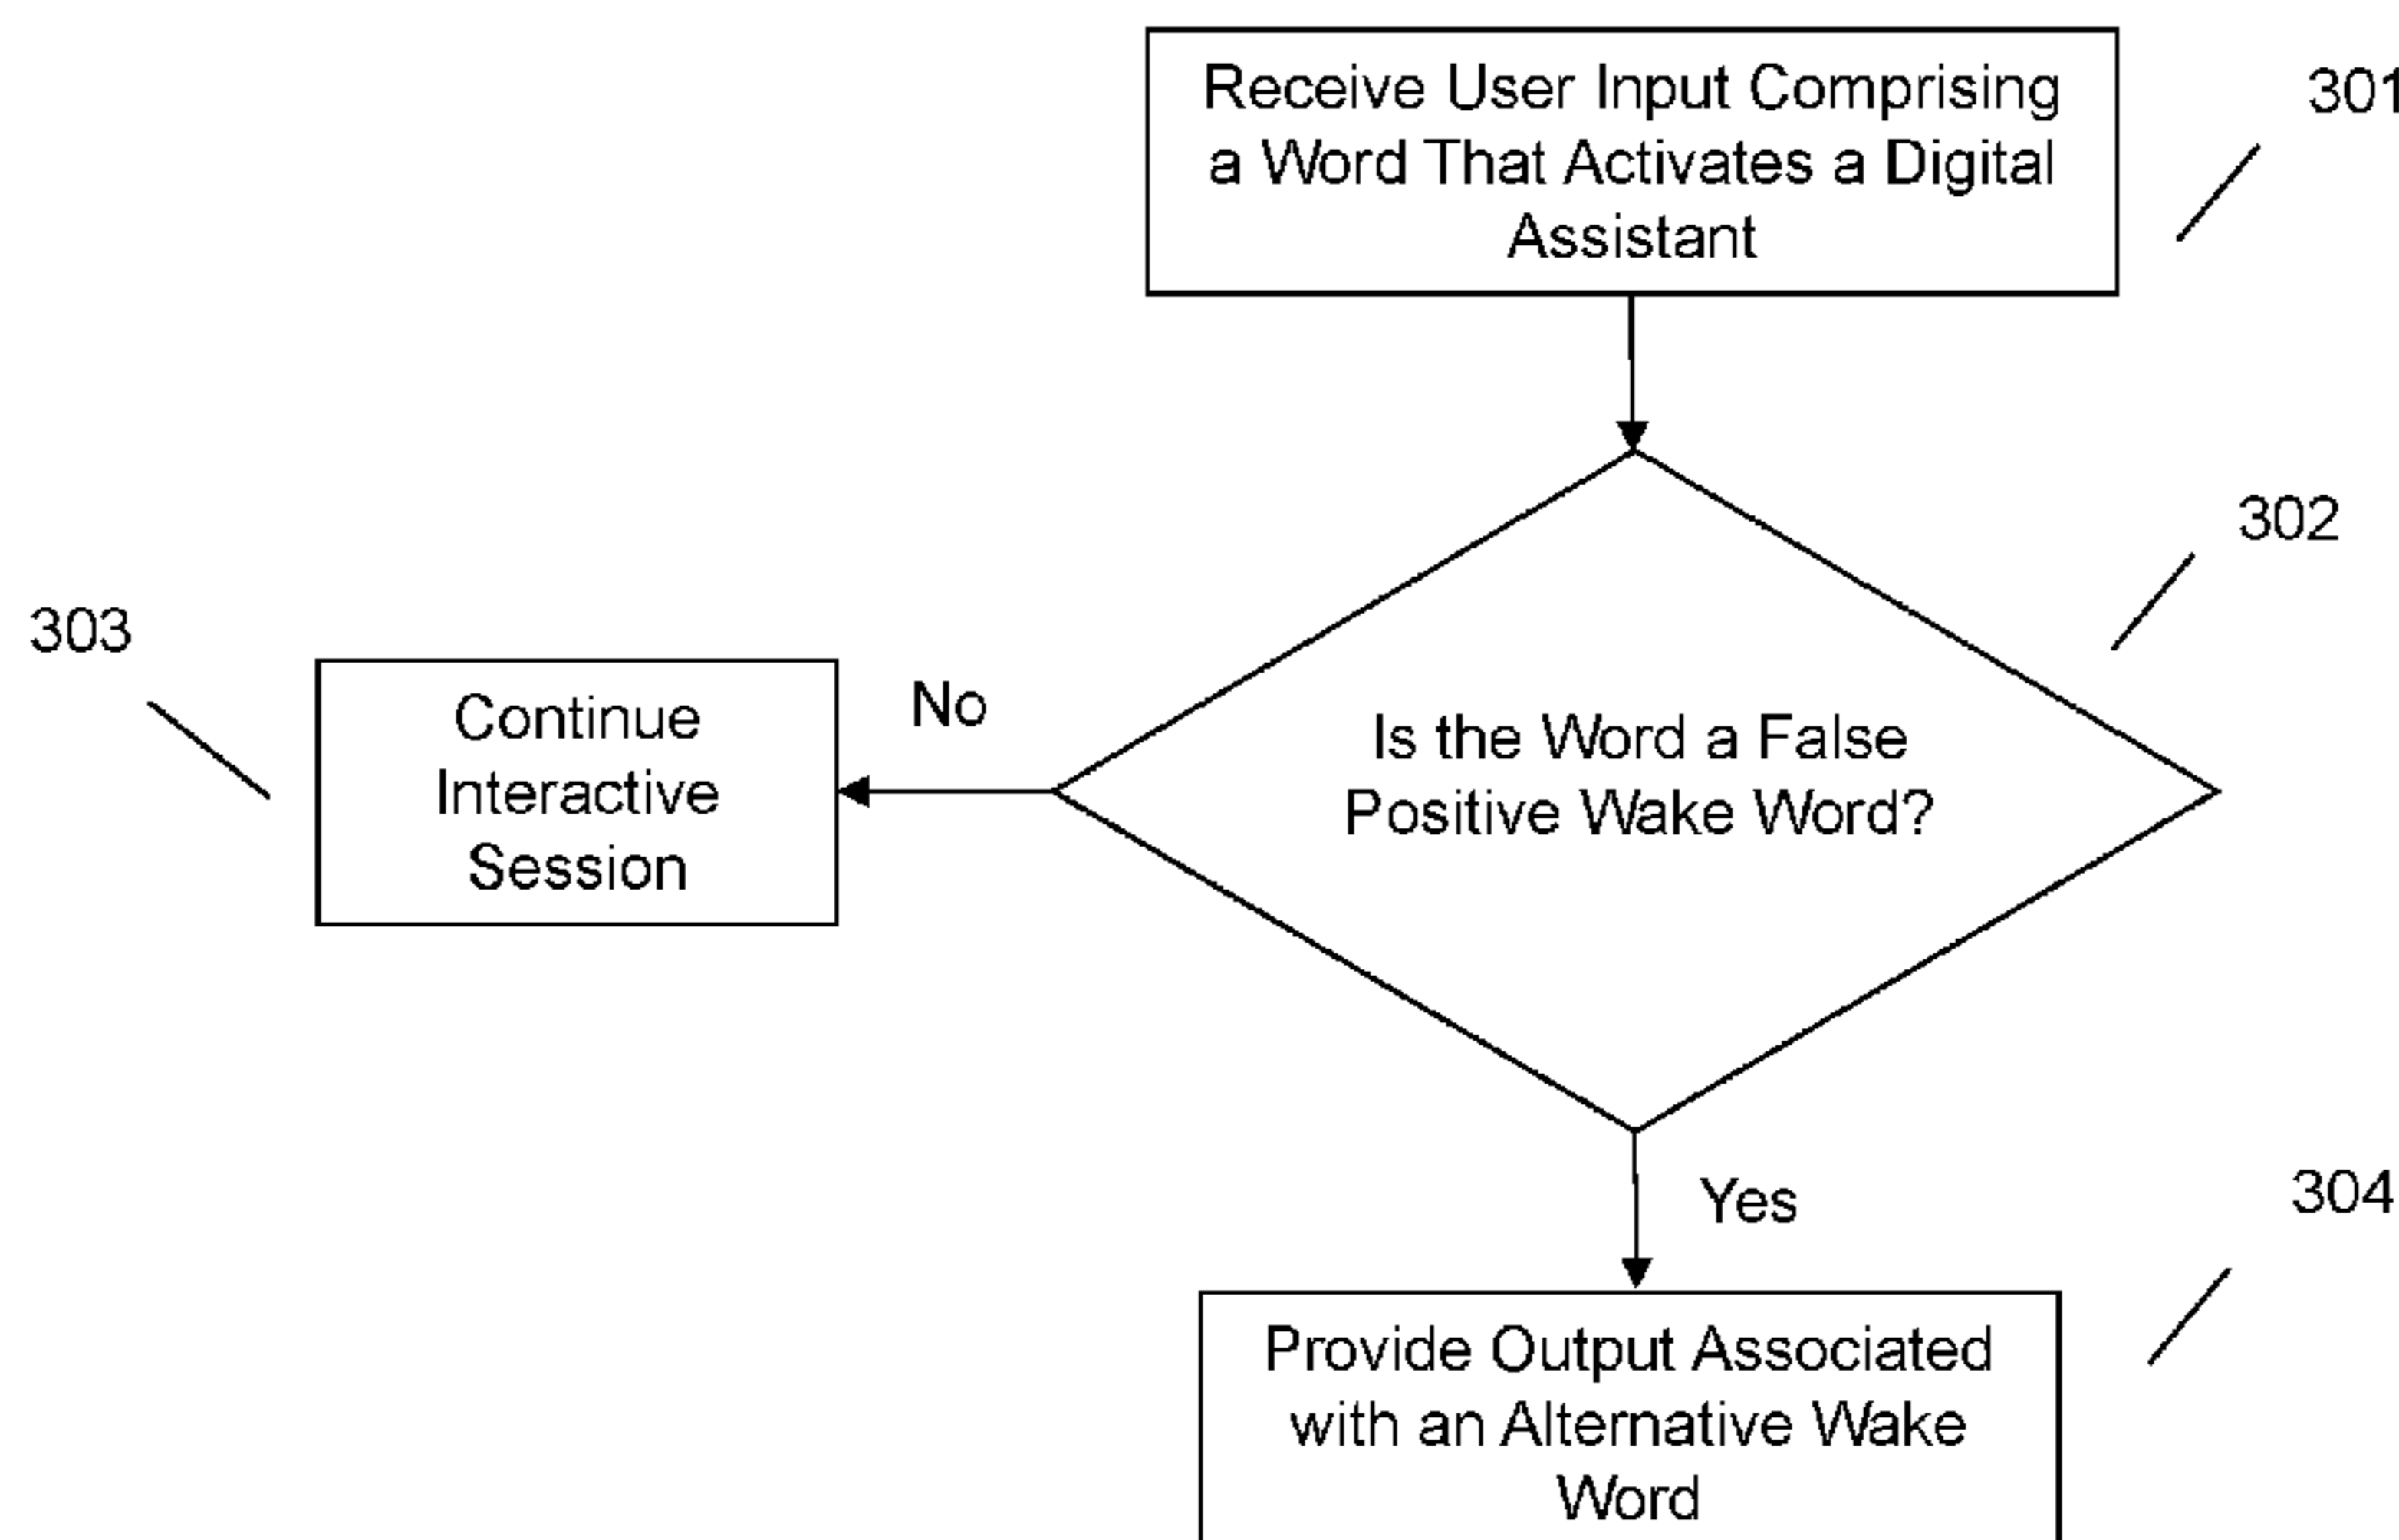 Receive User Input Comprising
a Word That Activates a Digital
Assistant
301
302
Is the Word a False
Positive Wake Word?
No
303
Continue
Interactive
Session
Yes
304
Provide Output Associated
with an Alternative Wake
Word